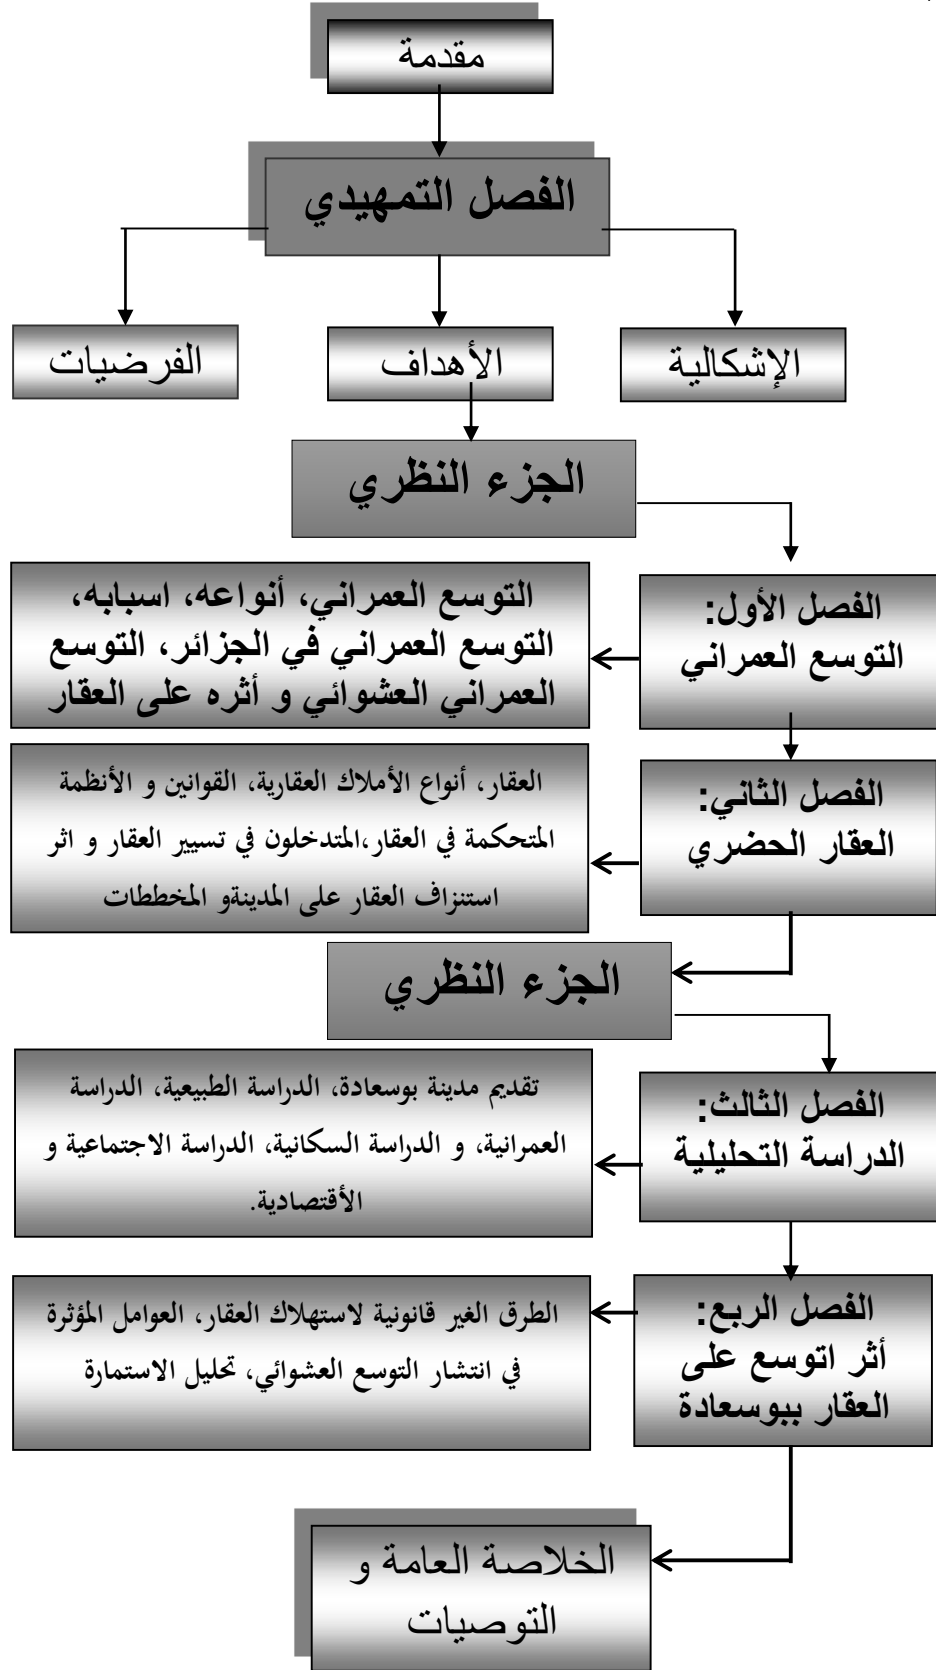 مقدمة
الفصل التمهيدي
الإشكالية
الأهداف
الفرضيات
الجزء النظري
الفصل الأول:
التوسع العمراني
التوسع العمراني، أنواعه، اسبابه،
التوسع العمراني في الجزائر، التوسع
العمراني العشوائي و أثره على العقار
الفصل الثاني:
العقار الحضري
العقار، أنواع الأملاك العقارية، القوانين و الأنظمة
المتحكمة في العقار،المتدخلون في تسيير العقار و اثر
استنزاف العقار على المدينةو المخططات
الجزء النظري
الفصل الثالث:
الدراسة التحليلية
تقديم مدينة بوسعادة، الدراسة الطبيعية، الدراسة
العمرانية، و الدراسة السكانية، الدراسة الاجتماعية و
الأقتصادية.
الفصل الربع:
أثر اتوسع على
العقار ببوسعادة
الطرق الغير قانونية لاستهلاك العقار، العوامل المؤثرة
في انتشار التوسع العشوائي، تحليل الاستمارة
الخلاصة العامة و
التوصيات